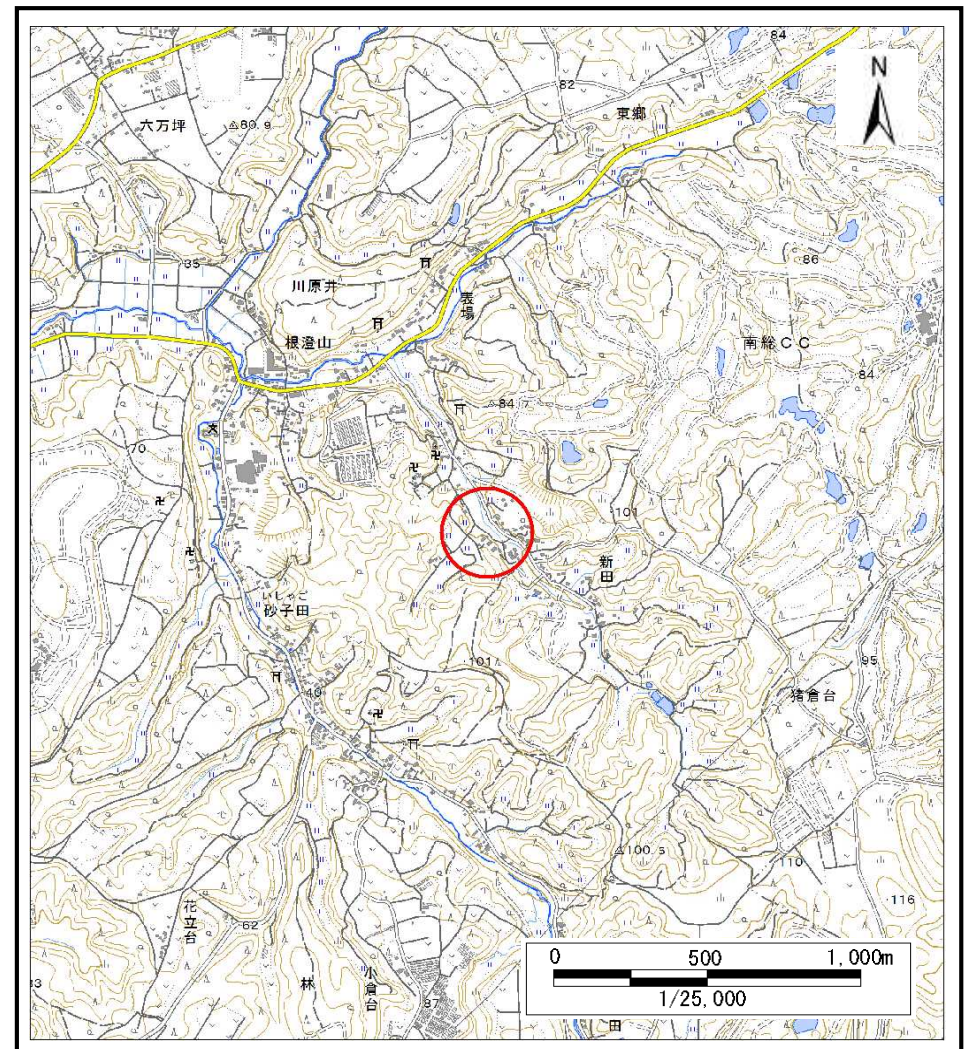 84
N
82
東郷
六万坪
80.9
35
86
川原井
表場
根澄山
南総CC
84
84.7
70
101
新田
いしゃご
砂子田
101
95
49
猪倉台
100.5
110
116
花立台
62
林
小倉台
87
田
0 500 1,000m
1/25,000